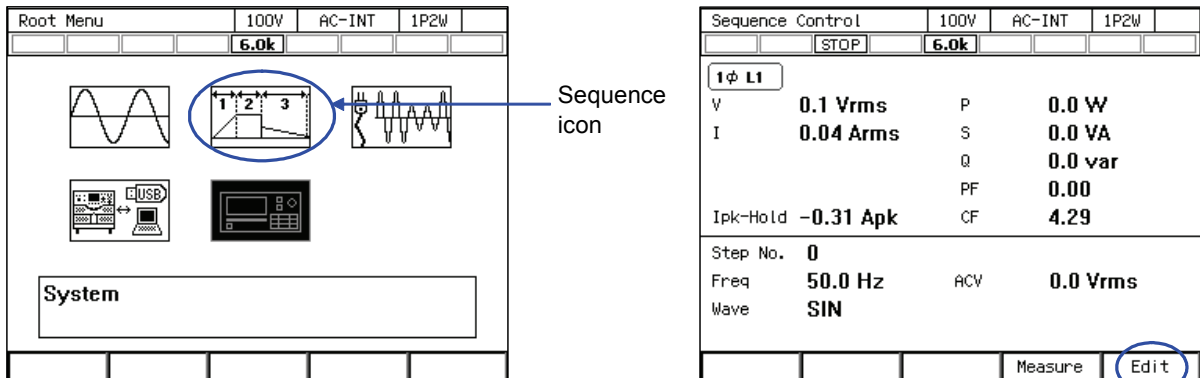 Root Menu 100V AC-INT 1P2W
6.0k
1 2 3
USB
System
Sequence
icon
Sequence Control 100V AC-INT 1P2W
STOP 6.0k
1ϕ L1
V 0.1 Vrms P 0.0 W
I 0.04 Arms S 0.0 VA
Q 0.0 var
PF 0.00
Ipk-Hold -0.31 Apk CF 4.29
Step No. 0
Freq 50.0 Hz ACV 0.0 Vrms
Wave SIN
Measure Edit